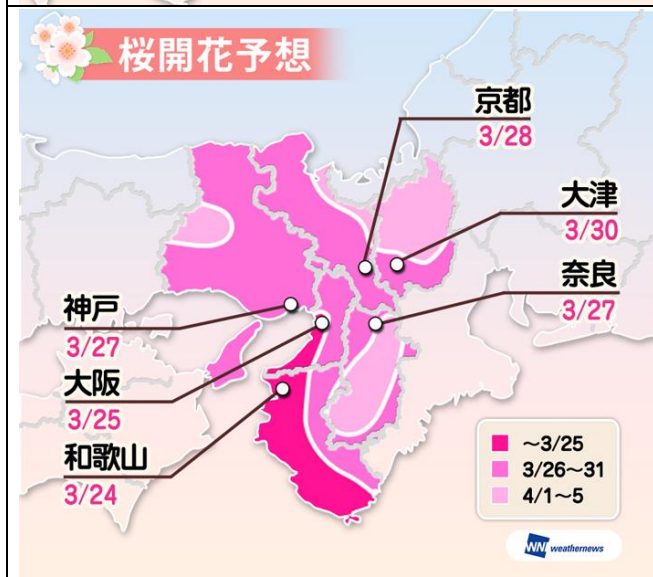 桜開花予想
京都
3/28
大津
3/30
奈良
3/27
神戸
3/27
大阪
3/25
和歌山
3/24
～3/25
3/26～31
4/1～5
WN weathernews